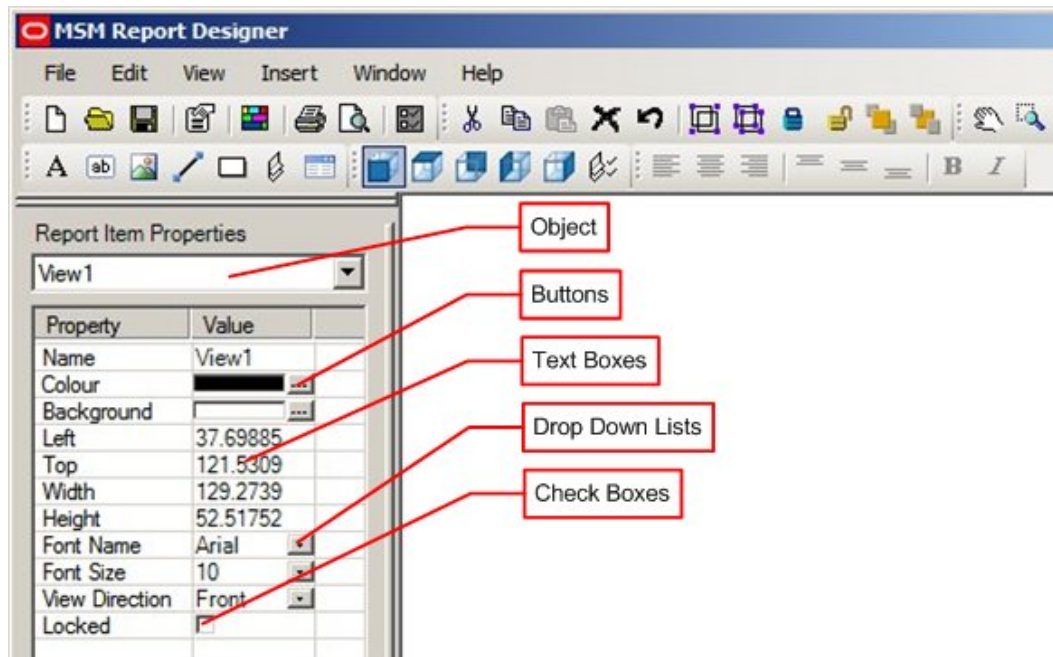 MSM Report Designer
File Edit View Insert Window Help
A ab B I
Report Item Properties
View1
Property Value
Name View1
Colour ...
Background ...
Left 37.69885
Top 121.5309
Width 129.2739
Height 52.51752
Font Name Arial
Font Size 10
View Direction Front
Locked
Object
Buttons
Text Boxes
Drop Down Lists
Check Boxes